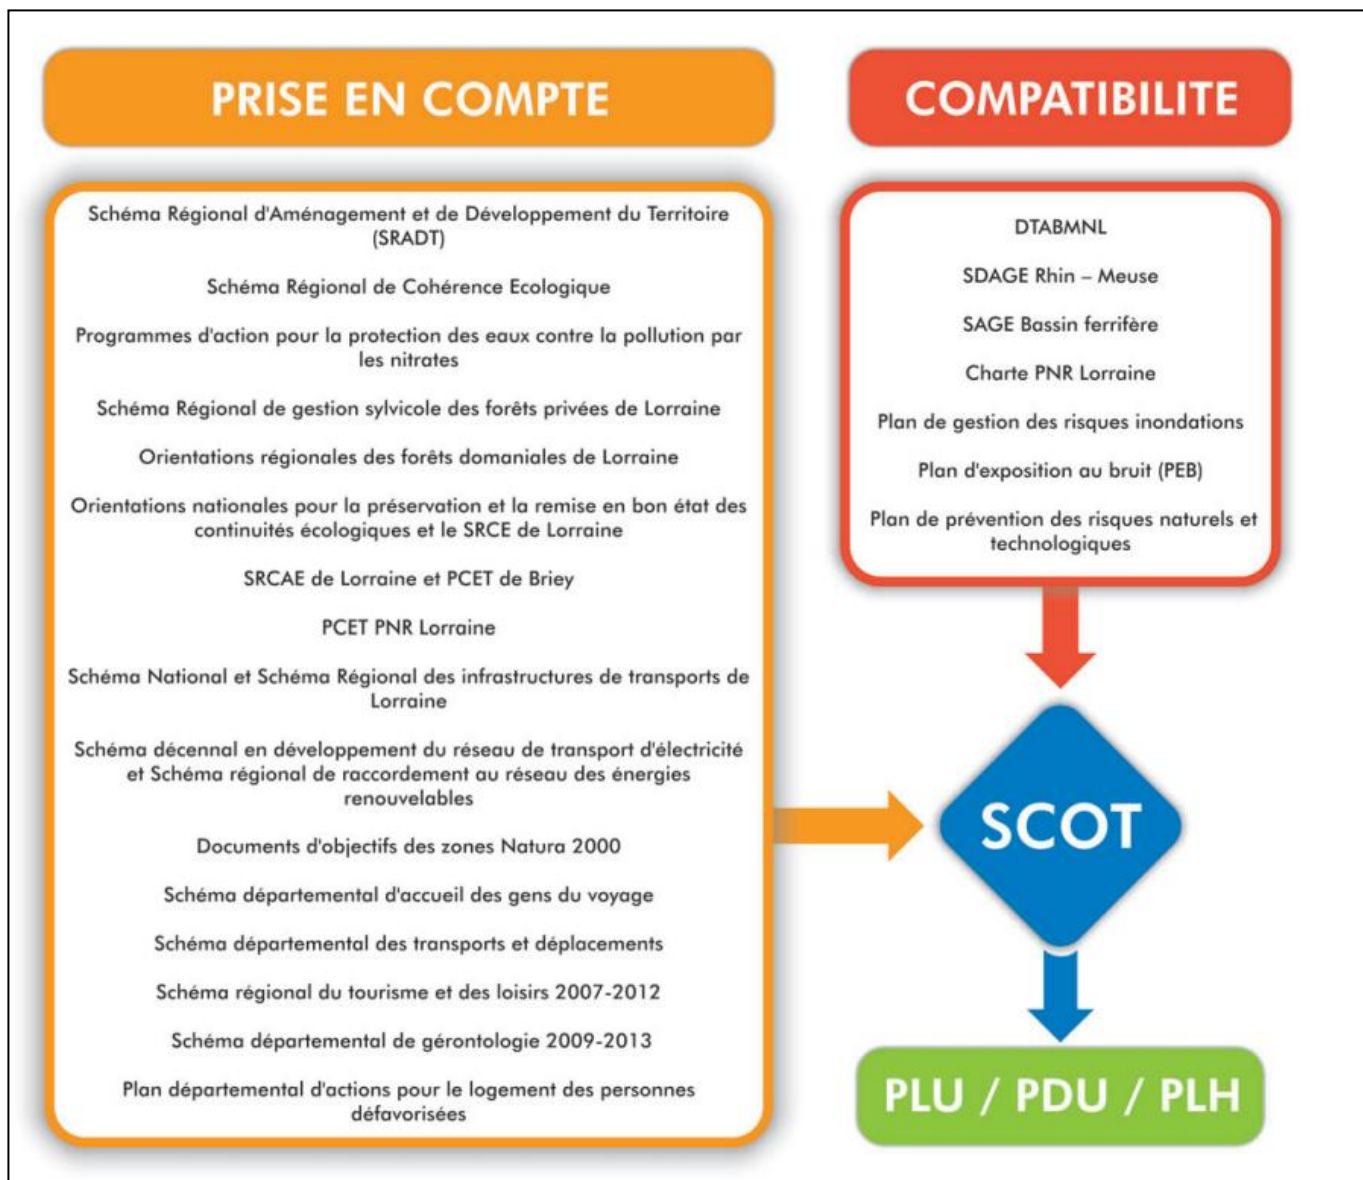 PRISE EN COMPTE
Schéma Régional d'Aménagement et de Développement du Territoire
(SRADT)
Schéma Régional de Cohérence Ecologique
Programmes d'action pour la protection des eaux contre la pollution par
les nitrates
Schéma Régional de gestion sylvicole des forêts privées de Lorraine
Orientations régionales des forêts domaniales de Lorraine
Orientations nationales pour la préservation et la remise en bon état des
continuités écologiques et le SRCE de Lorraine
SRCAE de Lorraine et PCET de Briey
PCET PNR Lorraine
Schéma National et Schéma Régional des infrastructures de transports de
Lorraine
Schéma décennal en développement du réseau de transport d'électricité
et Schéma régional de raccordement au réseau des énergies
renouvelables
Documents d'objectifs des zones Natura 2000
Schéma départemental d'accueil des gens du voyage
Schéma départemental des transports et déplacements
Schéma régional du tourisme et des loisirs 2007-2012
Schéma départemental de gérontologie 2009-2013
Plan départemental d'actions pour le logement des personnes
défavorisées
COMPATIBILITE
DTABMNL
SDAGE Rhin – Meuse
SAGE Bassin ferrifère
Charte PNR Lorraine
Plan de gestion des risques inondations
Plan d'exposition au bruit (PEB)
Plan de prévention des risques naturels et
technologiques
SCOT
PLU / PDU / PLH